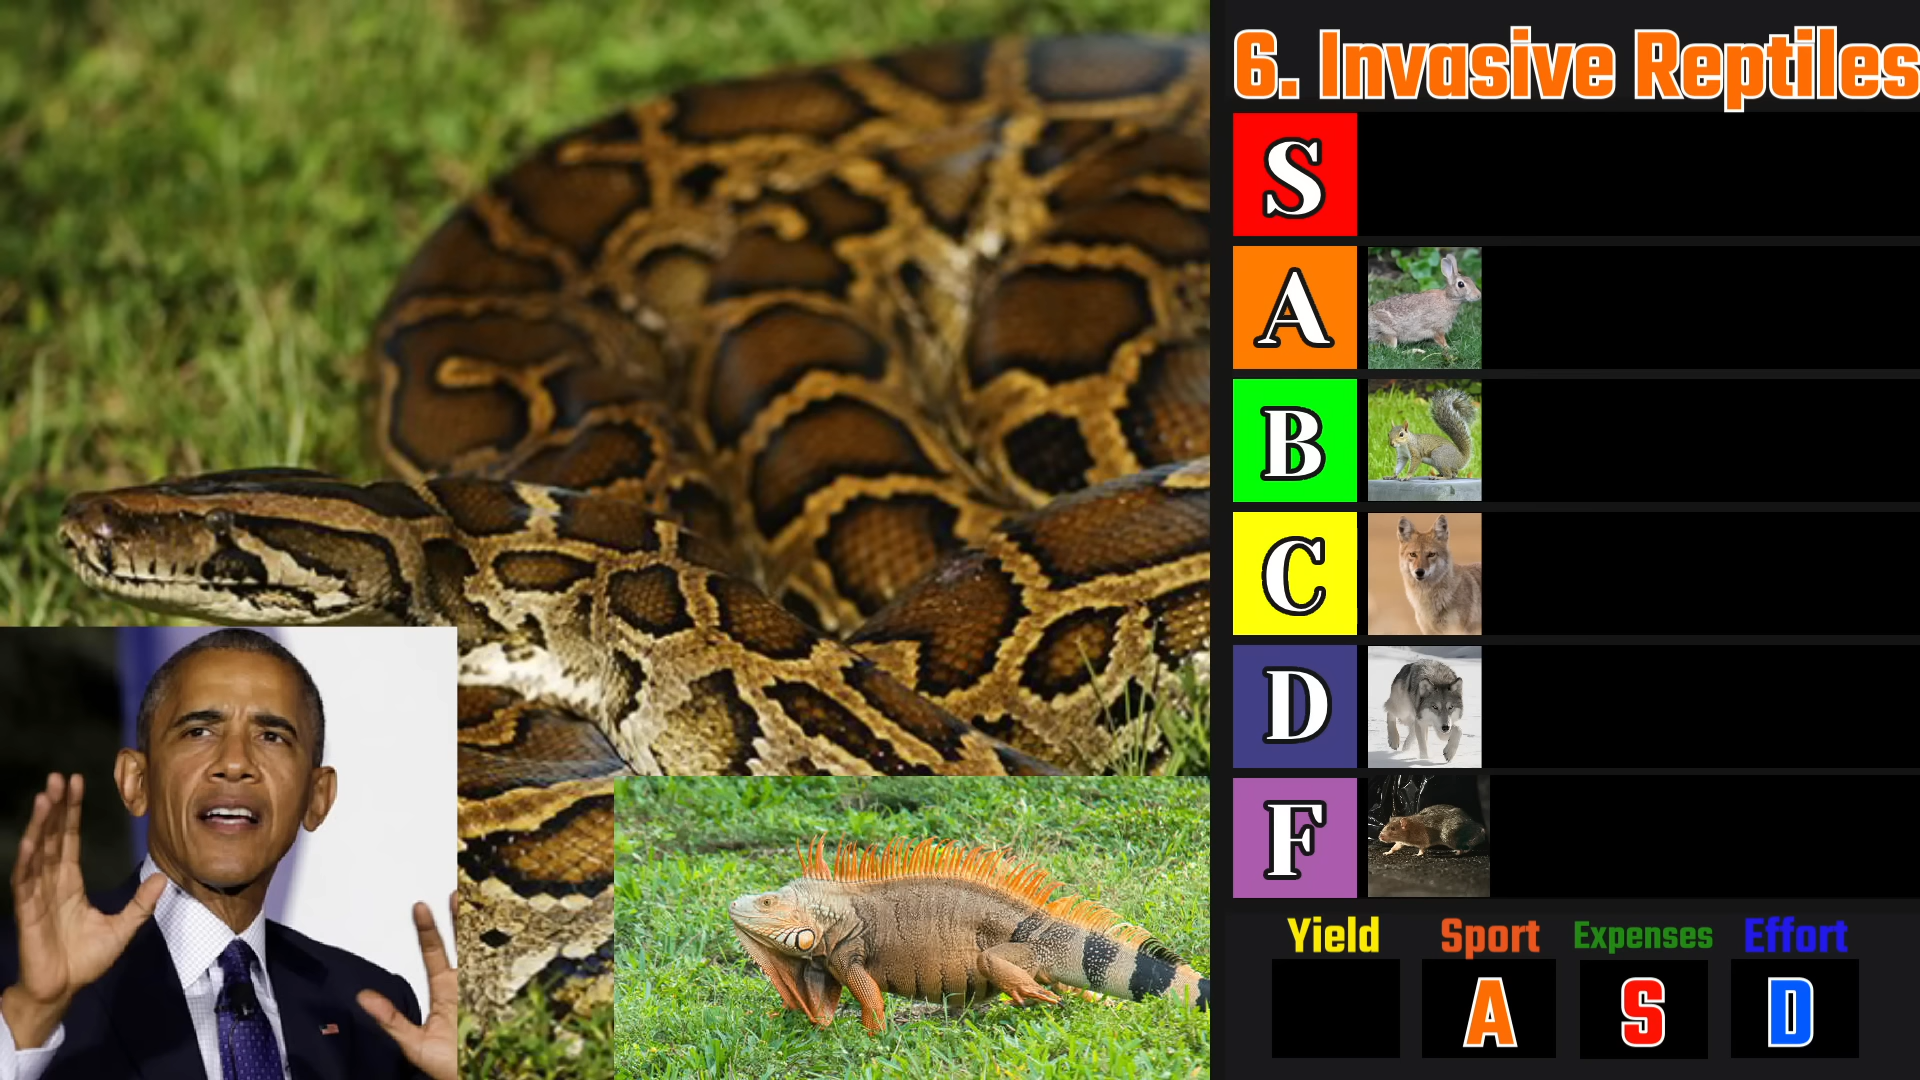 6. Invasive Reptiles
S
A
B
C
D
F
Yield Sport Expenses Effort
A S D